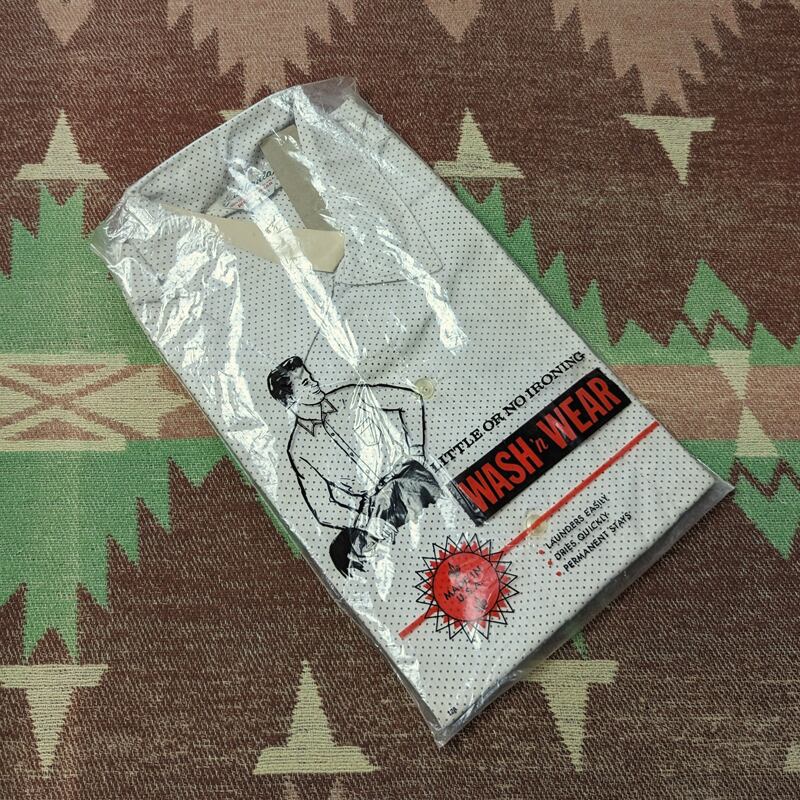 LITTLE OR NO IRONING
WASH 'n WEAR
LAUNDERS EASILY
DRIES QUICKLY
PERMANENT STAYS
MADE IN
U.S.A.